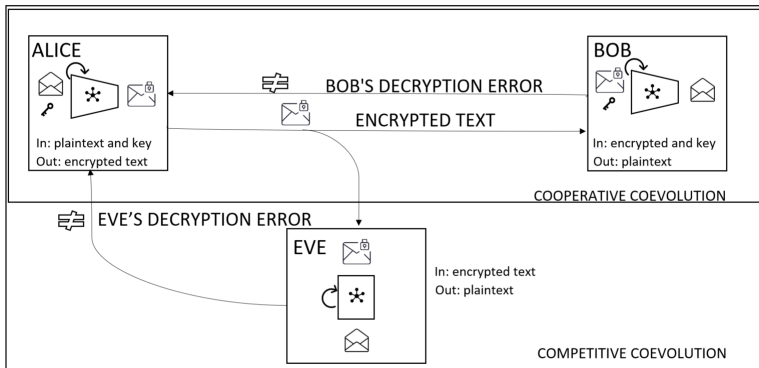 ALICE
BOB
BOB'S DECRYPTION ERROR
ENCRYPTED TEXT
In: plaintext and key
Out: encrypted text
In: encrypted and key
Out: plaintext
COOPERATIVE COEVOLUTION
EVE’S DECRYPTION ERROR
EVE
In: encrypted text
Out: plaintext
COMPETITIVE COEVOLUTION